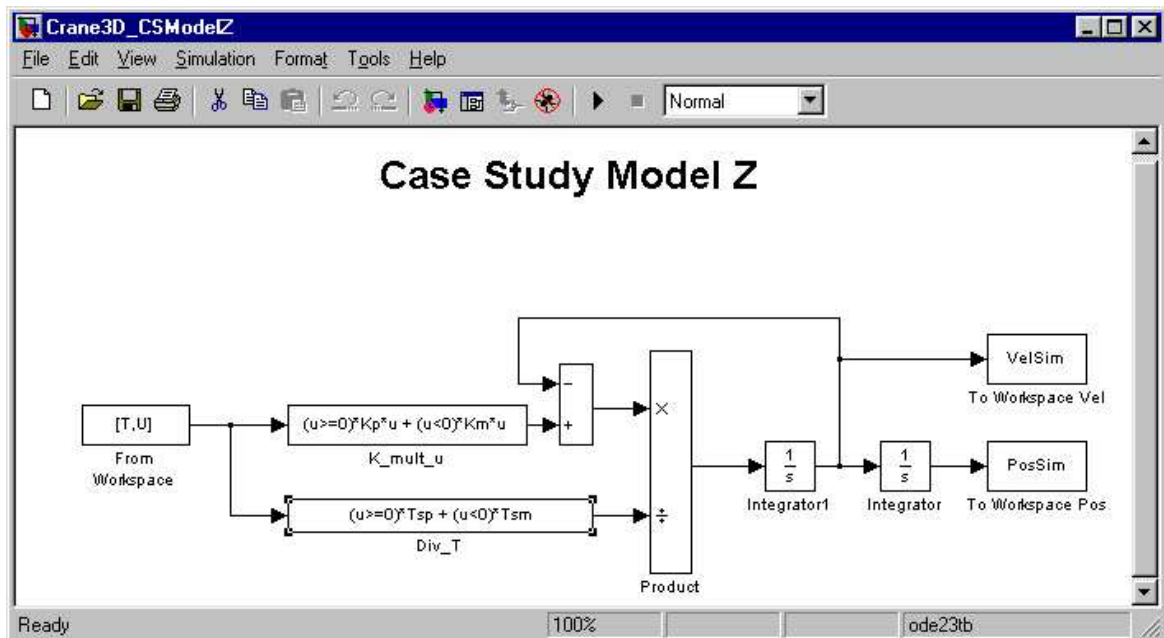 Crane3D_CSModelZ
File Edit View Simulation Format Tools Help
Normal
Case Study Model Z
[T,U]
From
Workspace
(u>=0)*Kp*u + (u<0)*Km*u
K_mult_u
(u>=0)*Tsp + (u<0)*Tsm
Div_T
−
+
×
÷
Product
1
s
Integrator1
1
s
Integrator
VelSim
To Workspace Vel
PosSim
To Workspace Pos
Ready 100% ode23tb